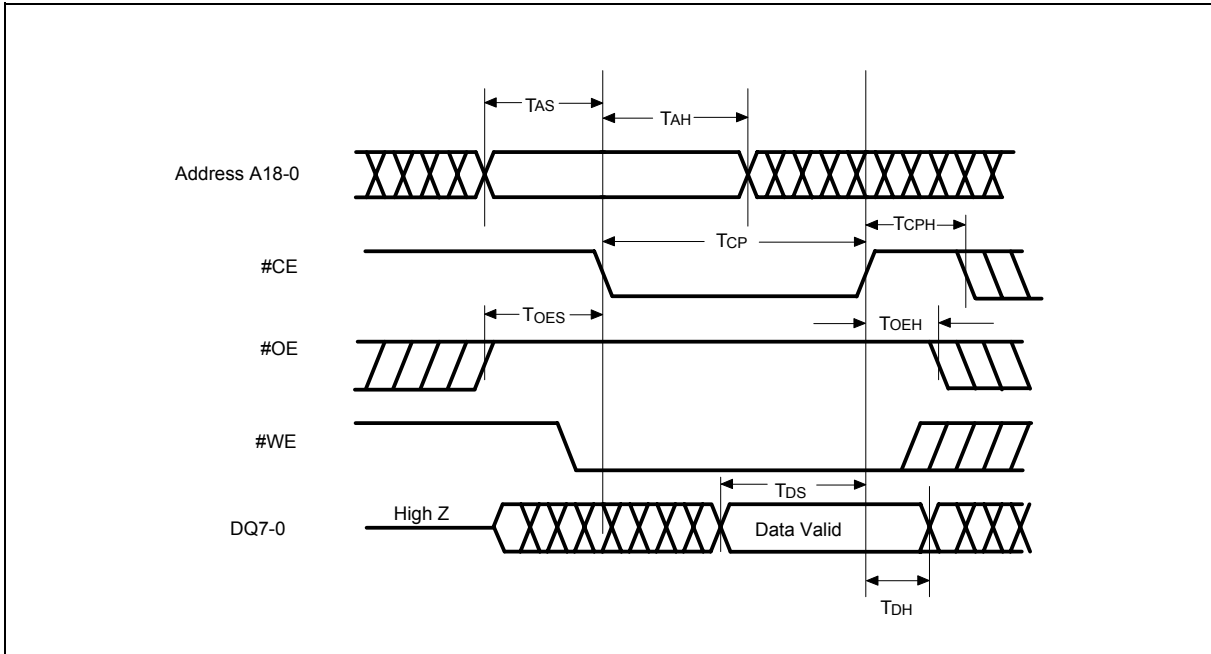 TAS
TAH
Address A18-0
TCPH
TCP
#CE
TOES
TOEH
#OE
#WE
TDS
High Z
DQ7-0
Data Valid
TDH